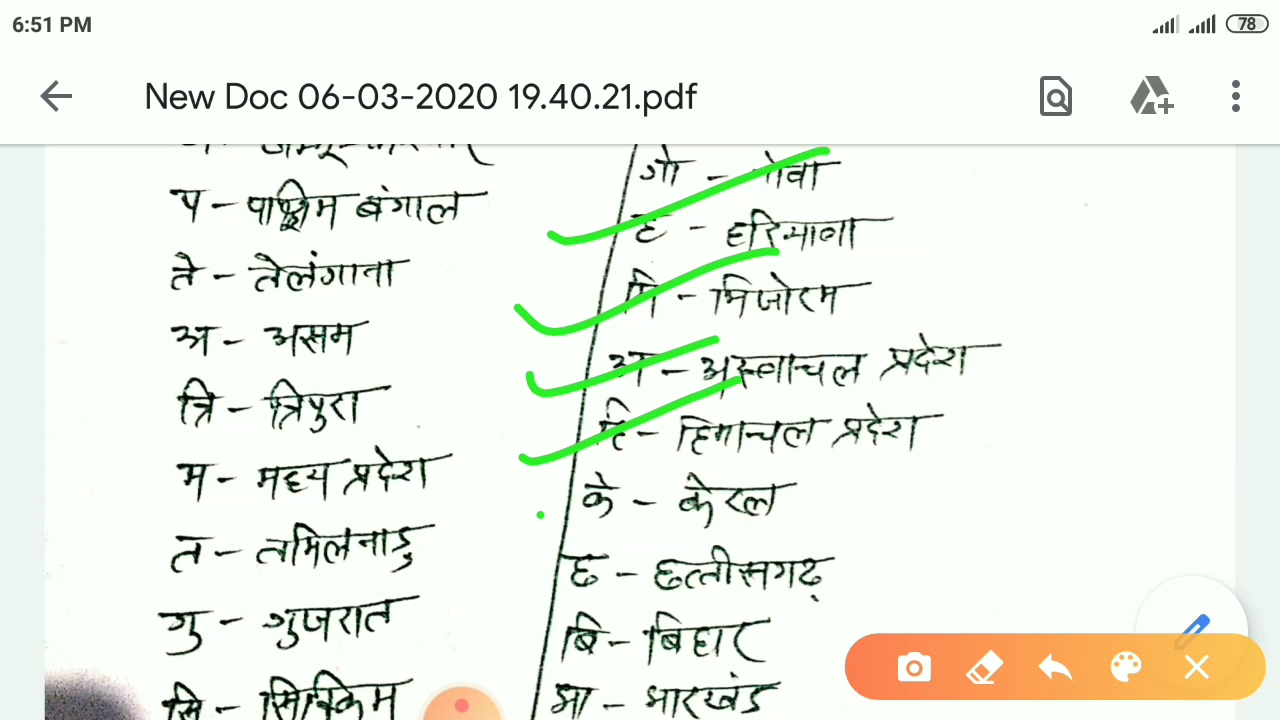 6:51 PM
78
New Doc 06-03-2020 19.40.21.pdf
प - पश्चिम बंगाल
ते - तेलंगाना
अ - असम
त्रि - त्रिपुरा
म - मध्य प्रदेश
त - तमिलनाडु
गु - गुजरात
सि - सिक्किम
गो - गोवा
ह - हरियाणा
मि - मिजोरम
अ - अरूणाचल प्रदेश
हि - हिमाचल प्रदेश
के - केरल
छ - छत्तीसगढ़
बि - बिहार
झा - झारखंड